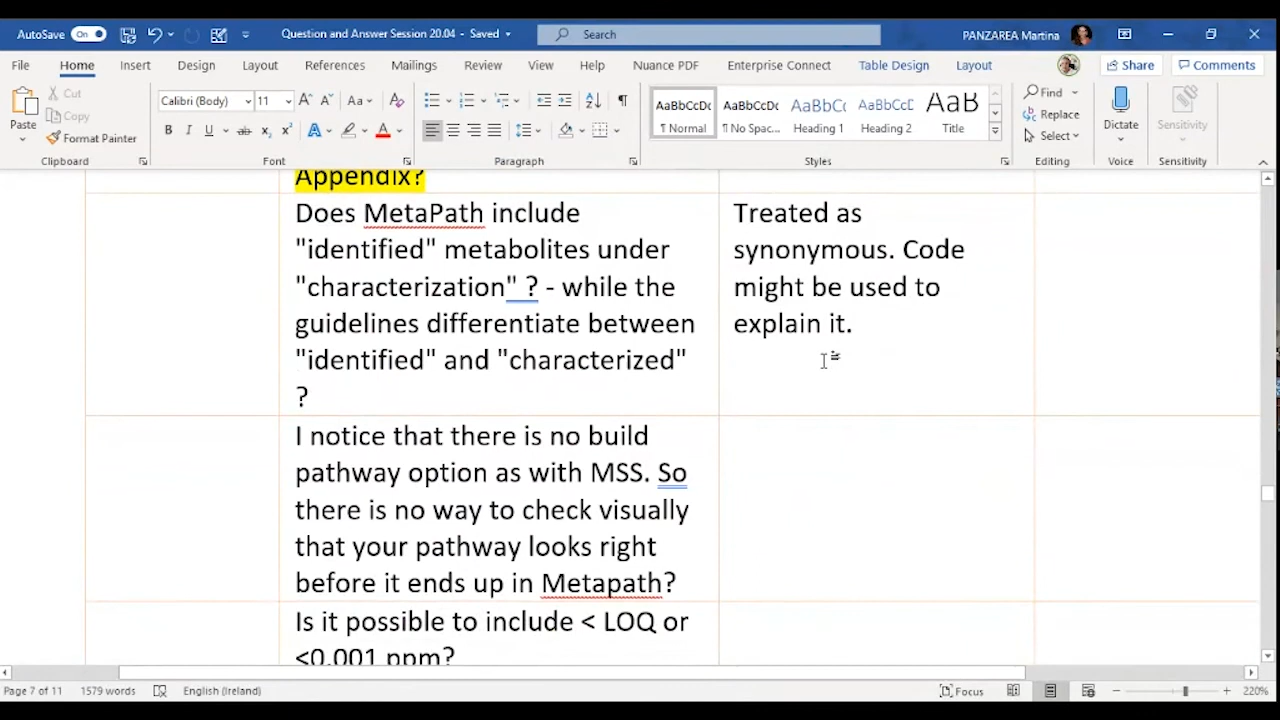 AutoSave On Question and Answer Session 20.04 - Saved Search PANZAREA Martina
File Home Insert Design Layout References Mailings Review View Help Nuance PDF Enterprise Connect Table Design Layout Share Comments
Paste Cut Copy Format Painter
Clipboard
Calibri (Body) 11
Font
Paragraph
AaBbCcDc AaBbCcDc AaBbCc AaBbCcD AaB
¶ Normal ¶ No Spac... Heading 1 Heading 2 Title
Styles
Find Replace Select
Editing
Dictate
Voice
Sensitivity
Sensitivity
Appendix?
Does MetaPath include
"identified" metabolites under
"characterization" ? - while the
guidelines differentiate between
"identified" and "characterized"
?
Treated as
synonymous. Code
might be used to
explain it.
I notice that there is no build
pathway option as with MSS. So
there is no way to check visually
that your pathway looks right
before it ends up in Metapath?
Is it possible to include < LOQ or
<0.001 ppm?
Page 7 of 11 1579 words English (Ireland) Focus 220%